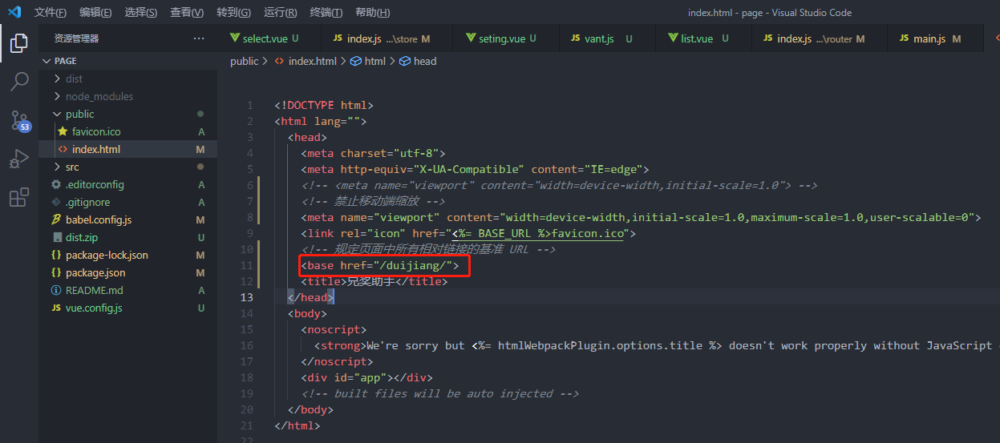 文件(F) 编辑(E) 选择(S) 查看(V) 转到(G) 运行(R) 终端(T) 帮助(H) index.html - page - Visual Studio Code
资源管理器 ···
select.vue U JS index.js ...\store M seting.vue U JS vant.js U list.vue U JS index.js ...\router M JS main.js M
PAGE
dist
node_modules
public
favicon.ico A
<> index.html M
src
.editorconfig A
.gitignore A
babel.config.js M
dist.zip U
{} package-lock.json M
{} package.json M
README.md A
JS vue.config.js U
53
public > <> index.html > html > head
1 <!DOCTYPE html>
2 <html lang="">
3 <head>
4 <meta charset="utf-8">
5 <meta http-equiv="X-UA-Compatible" content="IE=edge">
6 <!-- <meta name="viewport" content="width=device-width,initial-scale=1.0"> -->
7 <!-- 禁止移动端缩放 -->
8 <meta name="viewport" content="width=device-width,initial-scale=1.0,maximum-scale=1.0,user-scalable=0">
9 <link rel="icon" href="<%= BASE_URL %>favicon.ico">
10 <!-- 规定页面中所有相对链接的基准 URL -->
11 <base href="/duijiang/">
12 <title>兑奖助手</title>
13 </head>
14 <body>
15 <noscript>
16 <strong>We're sorry but <%= htmlWebpackPlugin.options.title %> doesn't work properly without JavaScript
17 </noscript>
18 <div id="app"></div>
19 <!-- built files will be auto injected -->
20 </body>
21 </html>